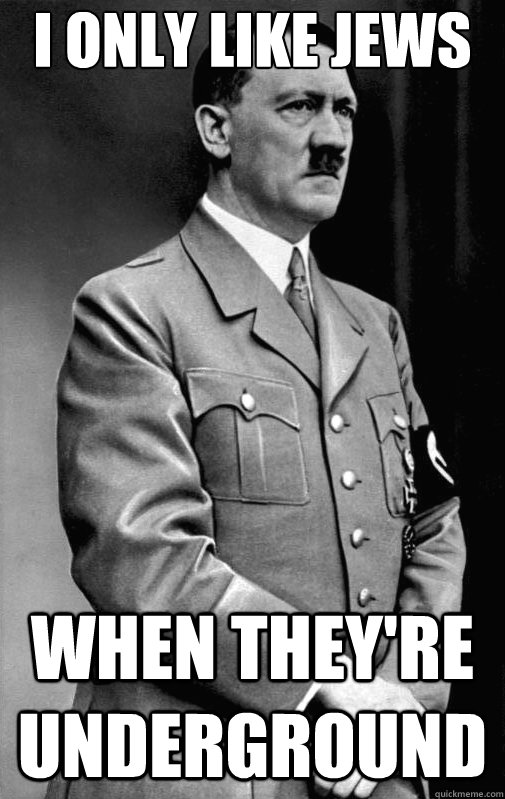 I ONLY LIKE JEWS
WHEN THEY'RE
UNDERGROUND
quickmeme.com